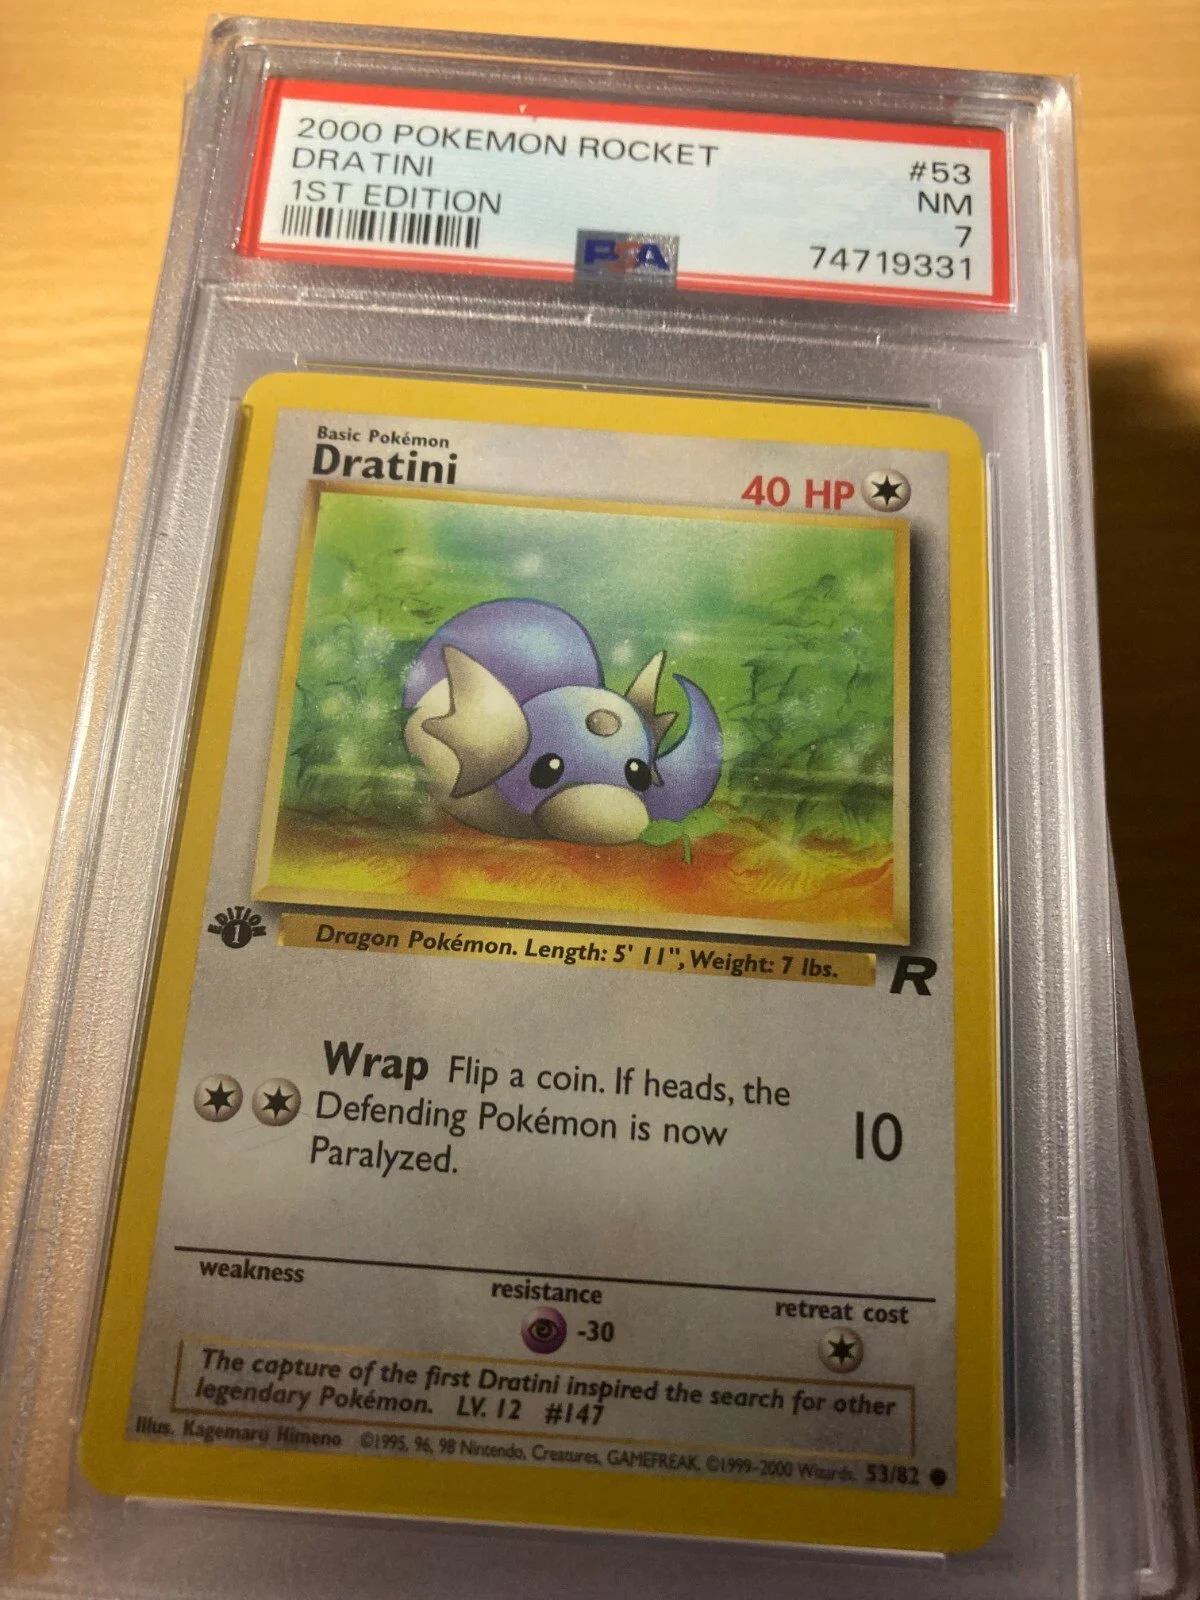 2000 POKEMON ROCKET
DRATINI
1ST EDITION
#53
NM
7
74719331
PSA
Basic Pokémon
Dratini
40 HP
EDITION
1
Dragon Pokémon. Length: 5' 11", Weight: 7 lbs.
R
Wrap Flip a coin. If heads, the
Defending Pokémon is now
Paralyzed.
10
weakness
resistance
retreat cost
-30
The capture of the first Dratini inspired the search for other
legendary Pokémon. LV. 12 #147
Illus. Kagemaru Himeno ©1995, 96, 98 Nintendo, Creatures, GAMEFREAK. ©1999-2000 Wizards. 53/82